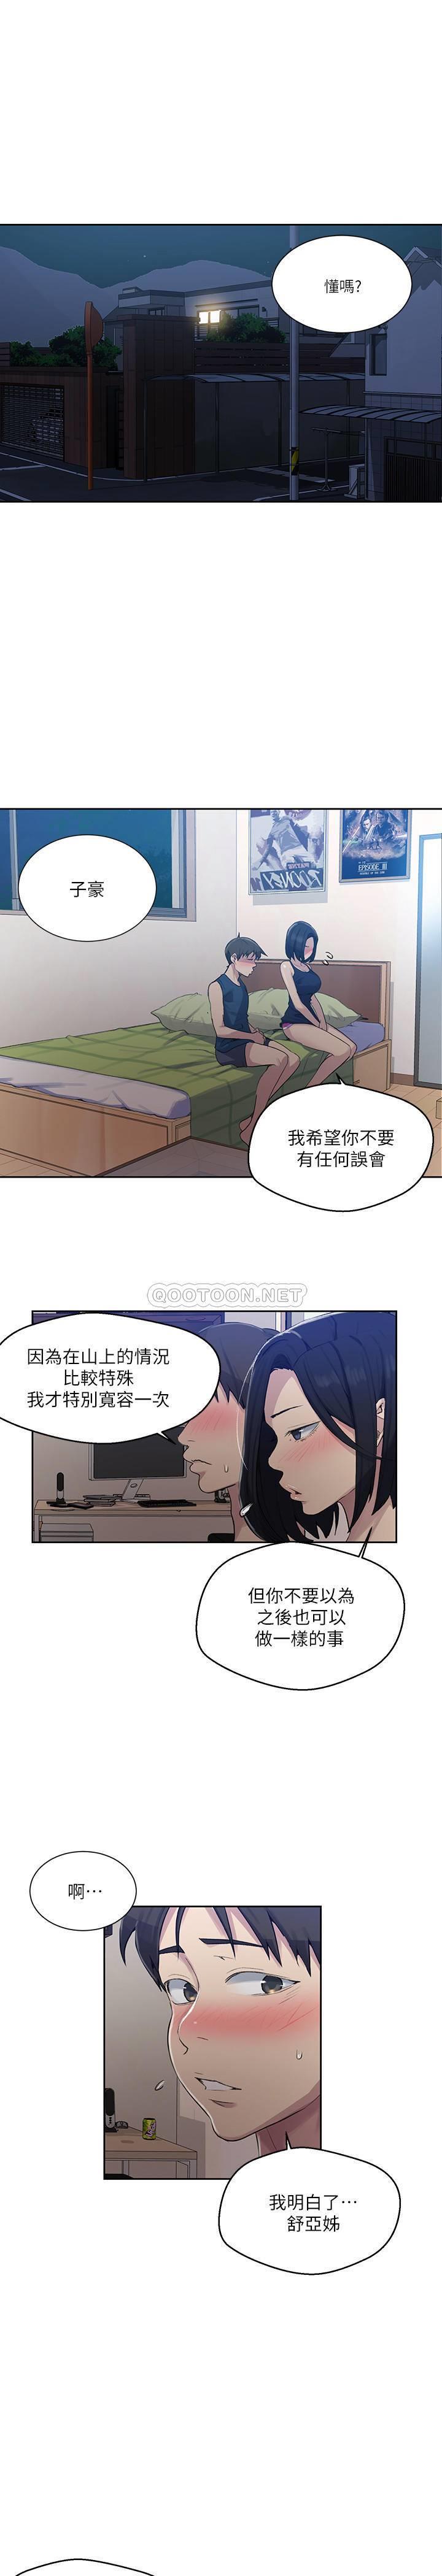 懂嗎?
子豪
EPISODE III
我希望你不要
有任何誤會
QOOTOON.NET
因為在山上的情況
比較特殊
我才特別寬容一次
但你不要以為
之後也可以
做一樣的事
啊…
我明白了…
舒亞姊